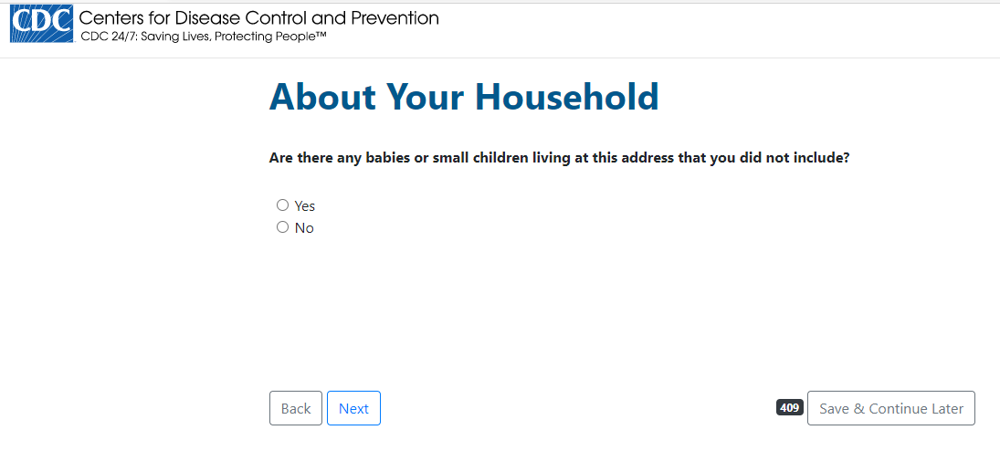 CDC Centers for Disease Control and Prevention
CDC 24/7: Saving Lives, Protecting People™
About Your Household
Are there any babies or small children living at this address that you did not include?
Yes
No
Back Next 409 Save & Continue Later